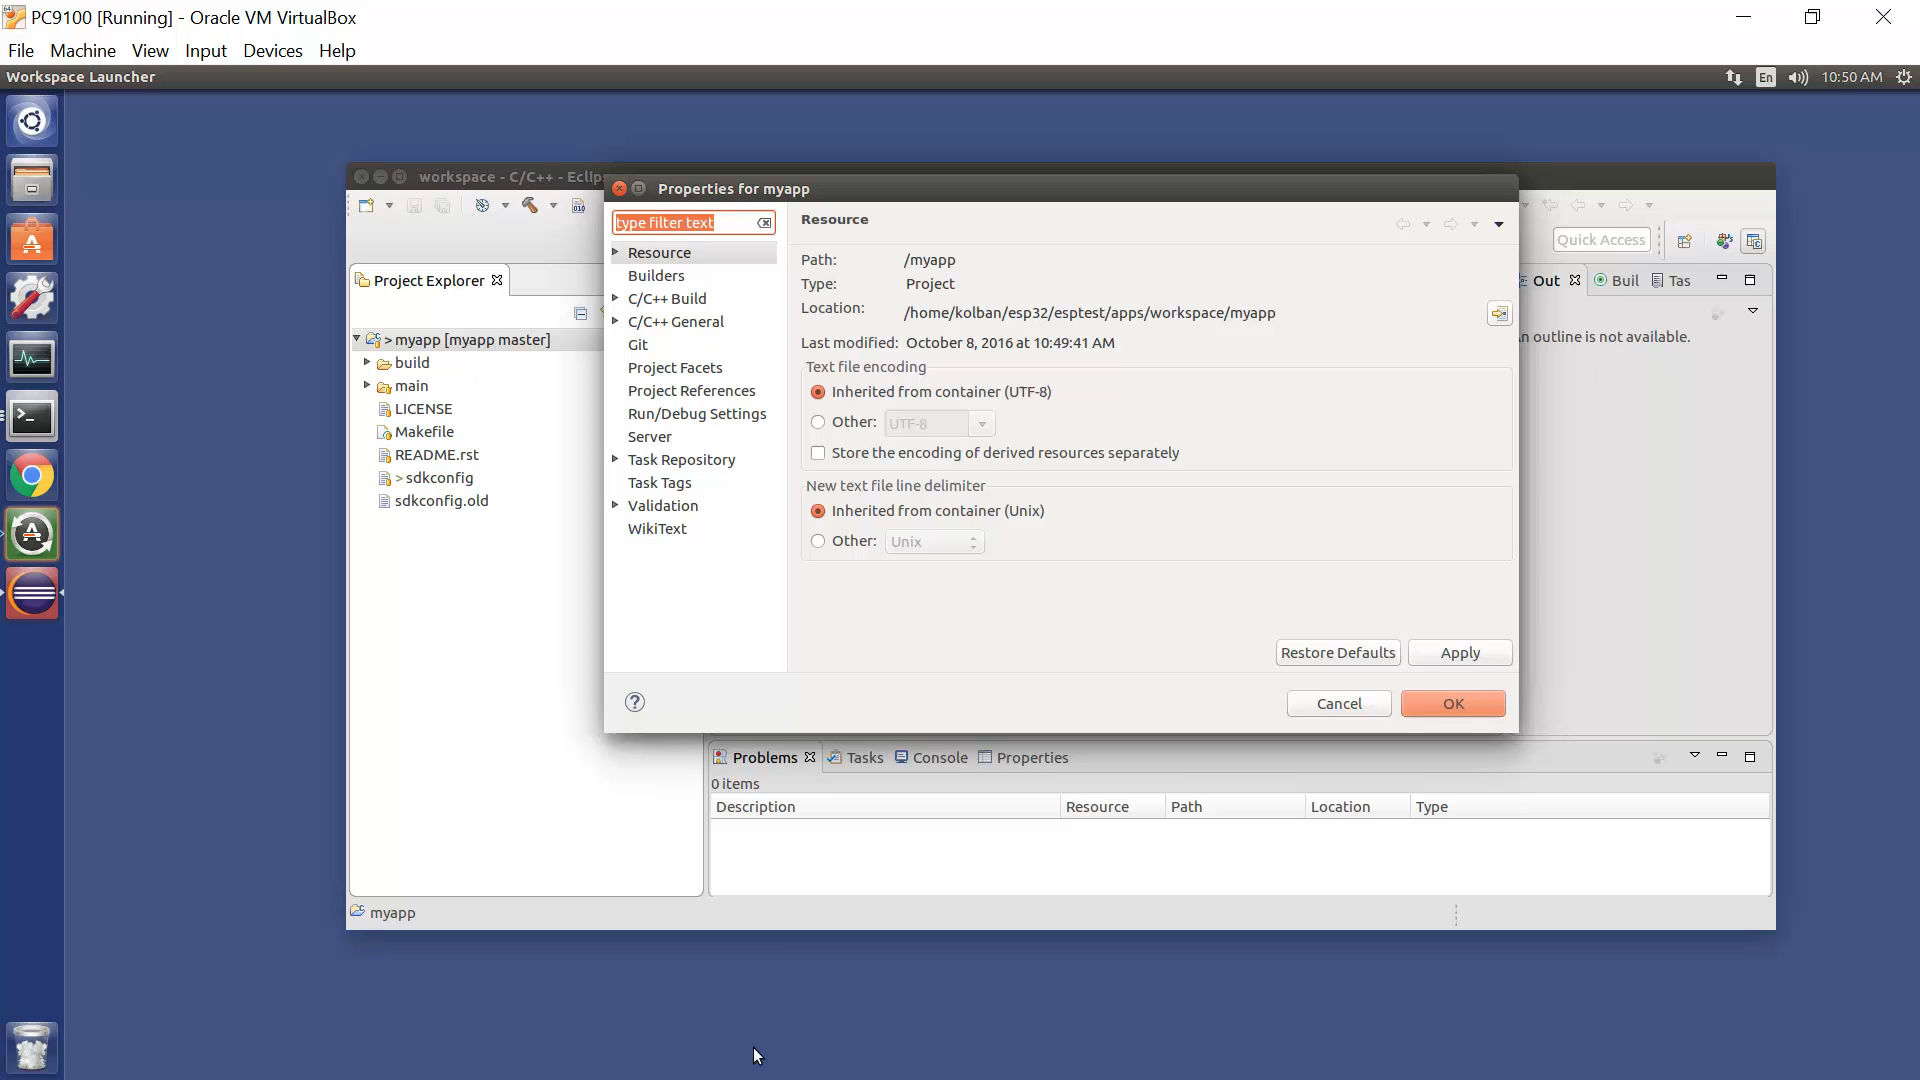 PC9100 [Running] - Oracle VM VirtualBox
File Machine View Input Devices Help
Workspace Launcher
En
10:50 AM
workspace - C/C++ - Eclip
Properties for myapp
type filter text
Resource
Builders
C/C++ Build
C/C++ General
Git
Project Facets
Project References
Run/Debug Settings
Server
Task Repository
Task Tags
Validation
WikiText
Resource
Path: /myapp
Type: Project
Location: /home/kolban/esp32/esptest/apps/workspace/myapp
Last modified: October 8, 2016 at 10:49:41 AM
Text file encoding
Inherited from container (UTF-8)
Other: UTF-8
Store the encoding of derived resources separately
New text file line delimiter
Inherited from container (Unix)
Other: Unix
Restore Defaults Apply
Cancel OK
Project Explorer
> myapp [myapp master]
build
main
LICENSE
Makefile
README.rst
> sdkconfig
sdkconfig.old
010
Quick Access
Out Buil Tas
n outline is not available.
Problems Tasks Console Properties
0 items
Description Resource Path Location Type
myapp